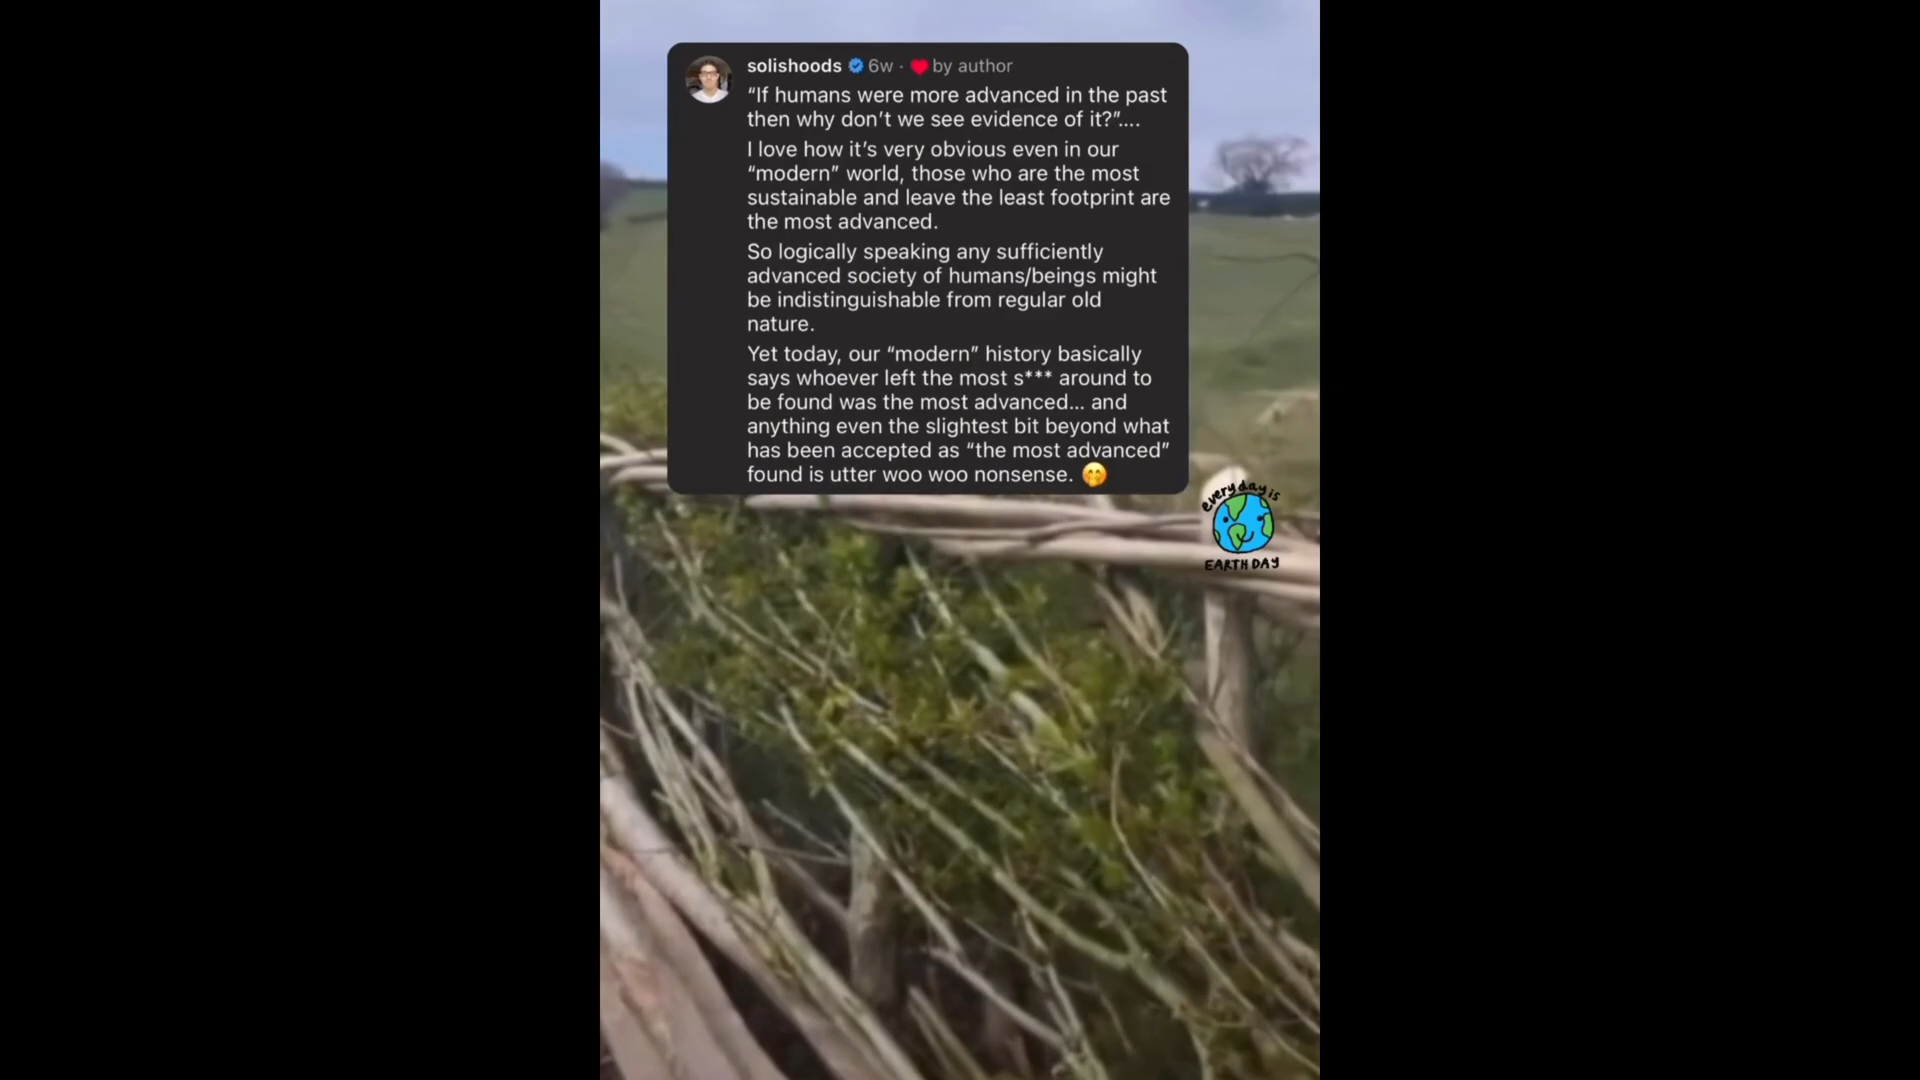 solishoods 6w · by author
“If humans were more advanced in the past
then why don’t we see evidence of it?”....
I love how it’s very obvious even in our
“modern” world, those who are the most
sustainable and leave the least footprint are
the most advanced.
So logically speaking any sufficiently
advanced society of humans/beings might
be indistinguishable from regular old
nature.
Yet today, our “modern” history basically
says whoever left the most s*** around to
be found was the most advanced... and
anything even the slightest bit beyond what
has been accepted as “the most advanced”
found is utter woo woo nonsense. 🤭
everyday is
EARTH DAY